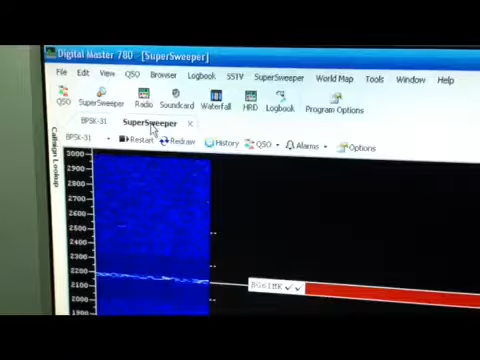 Digital Master 780 - [SuperSweeper]
File Edit View QSO Browser Logbook SSTV SuperSweeper World Map Tools Window Help
QSO SuperSweeper Radio Soundcard Waterfall HRD Logbook Program Options
BPSK-31 SuperSweeper
BPSK-31 Restart Redraw History QSO Alarms Options
Callsign Lookup
3000
2900
2800
2700
2600
2500
2400
2300
2200
2100
2000
1900